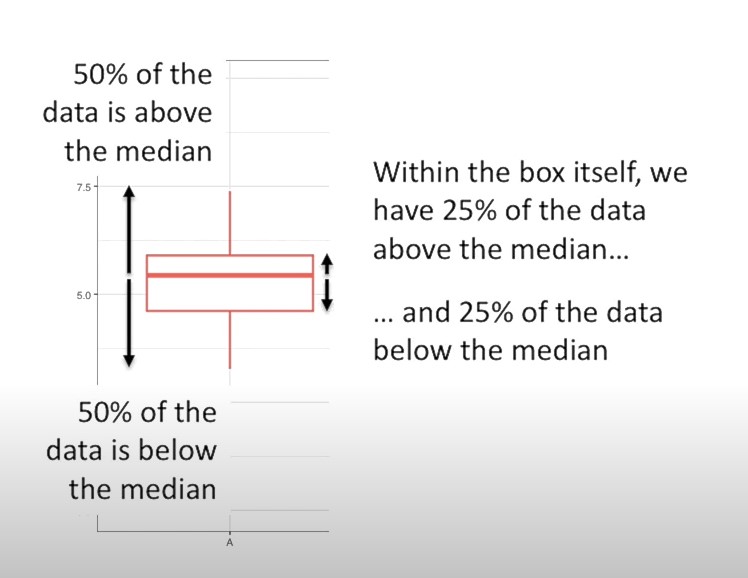 50% of the
data is above
the median
7.5
5.0
50% of the
data is below
the median
A
Within the box itself, we
have 25% of the data
above the median...
... and 25% of the data
below the median